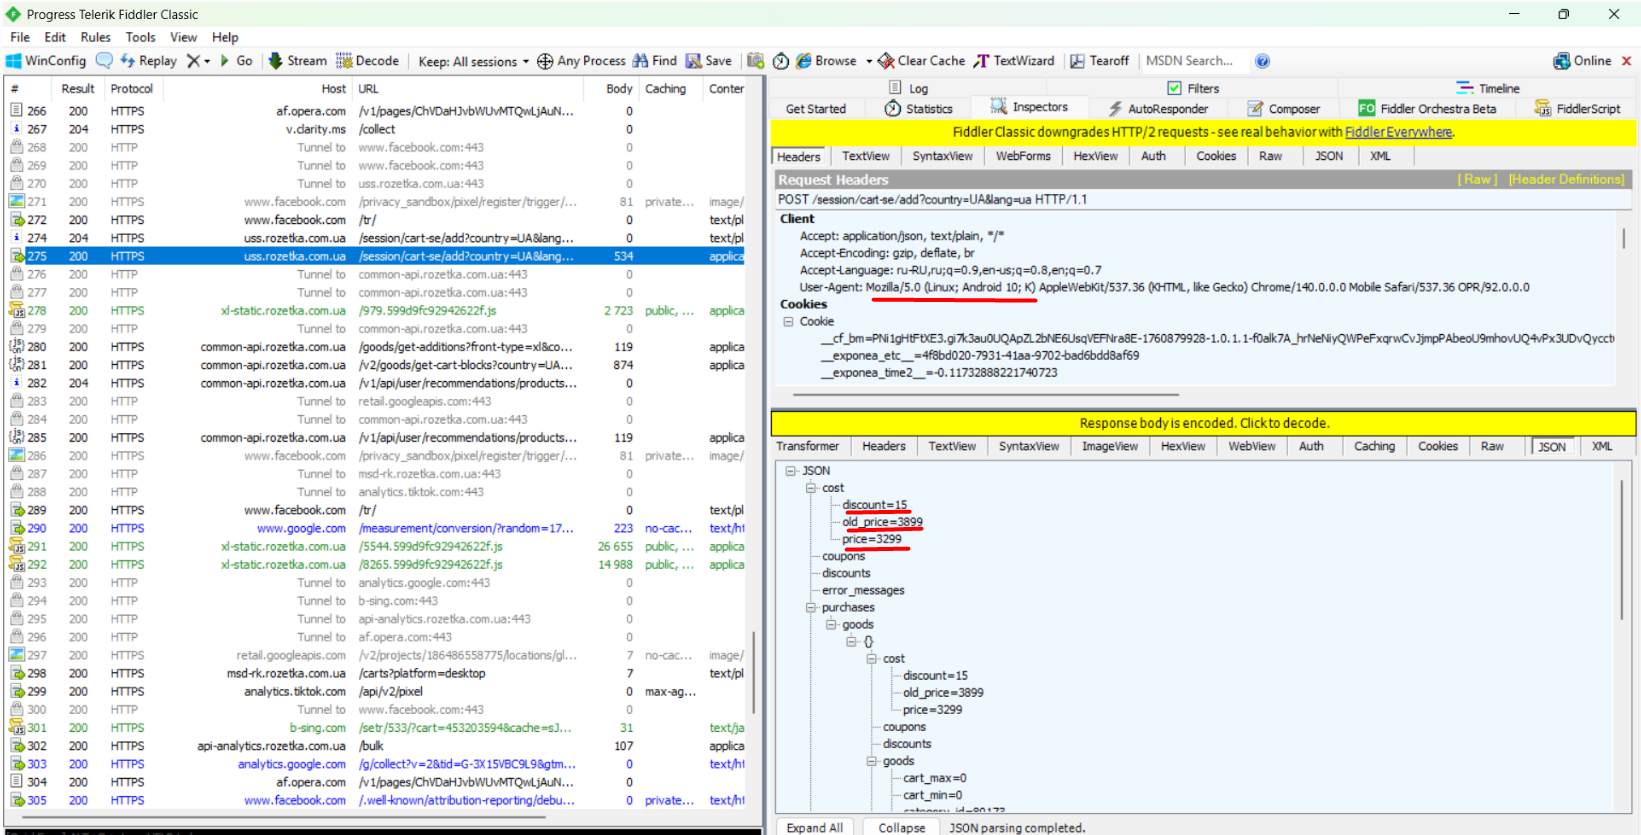 Progress Telerik Fiddler Classic
File Edit Rules Tools View Help
WinConfig Replay Go Stream Decode Keep: All sessions Any Process Find Save Browse Clear Cache TextWizard Tearoff MSDN Search... Online
# Result Protocol Host URL Body Caching Conter
266 200 HTTPS af.opera.com /v1/pages/ChVDaHJvbWUvMTQwLjAuN... 0
267 204 HTTPS v.clarity.ms /collect 0
268 200 HTTP Tunnel to www.facebook.com:443 0
269 200 HTTP Tunnel to www.facebook.com:443 0
270 200 HTTP Tunnel to uss.rozetka.com.ua:443 0
271 200 HTTPS www.facebook.com /privacy_sandbox/pixel/register/trigger/... 81 private... image/
272 200 HTTPS www.facebook.com /tr/ 0 text/pl
274 204 HTTPS uss.rozetka.com.ua /session/cart-se/add?country=UA&lang... 0 text/pl
275 200 HTTPS uss.rozetka.com.ua /session/cart-se/add?country=UA&lang... 534 applica
276 200 HTTP Tunnel to common-api.rozetka.com.ua:443 0
277 200 HTTP Tunnel to common-api.rozetka.com.ua:443 0
278 200 HTTPS xl-static.rozetka.com.ua /979.599d9fc92942622f.js 2 723 public, ... applica
279 200 HTTP Tunnel to common-api.rozetka.com.ua:443 0
280 200 HTTPS common-api.rozetka.com.ua /goods/get-additions?front-type=xl&co... 119 applica
281 200 HTTPS common-api.rozetka.com.ua /v2/goods/get-cart-blocks?country=UA... 874 applica
282 204 HTTPS common-api.rozetka.com.ua /v1/api/user/recommendations/products... 0
283 200 HTTP Tunnel to retail.googleapis.com:443 0
284 200 HTTP Tunnel to common-api.rozetka.com.ua:443 0
285 200 HTTPS common-api.rozetka.com.ua /v1/api/user/recommendations/products... 119 applica
286 200 HTTPS www.facebook.com /privacy_sandbox/pixel/register/trigger/... 81 private... image/
287 200 HTTP Tunnel to msd-rk.rozetka.com.ua:443 0
288 200 HTTP Tunnel to analytics.tiktok.com:443 0
289 200 HTTPS www.facebook.com /tr/ 0 text/pl
290 200 HTTPS www.google.com /measurement/conversion/?random=17... 223 no-cac... text/ht
291 200 HTTPS xl-static.rozetka.com.ua /5544.599d9fc92942622f.js 26 655 public, ... applica
292 200 HTTPS xl-static.rozetka.com.ua /8265.599d9fc92942622f.js 14 988 public, ... applica
293 200 HTTP Tunnel to analytics.google.com:443 0
294 200 HTTP Tunnel to b-sing.com:443 0
295 200 HTTP Tunnel to api-analytics.rozetka.com.ua:443 0
296 200 HTTP Tunnel to af.opera.com:443 0
297 200 HTTPS retail.googleapis.com /v2/projects/186486558775/locations/gl... 7 no-cac... image/
298 200 HTTPS msd-rk.rozetka.com.ua /carts?platform=desktop 7 text/pl
299 200 HTTPS analytics.tiktok.com /api/v2/pixel 0 max-ag...
300 200 HTTP Tunnel to www.facebook.com:443 0
301 200 HTTPS b-sing.com /setr/533/?cart=453203594&cache=sJ... 31 text/ja
302 200 HTTPS api-analytics.rozetka.com.ua /bulk 107 applica
303 200 HTTPS analytics.google.com /g/collect?v=2&tid=G-3X15VBC9L9&gtm... 0 text/ht
304 200 HTTPS af.opera.com /v1/pages/ChVDaHJvbWUvMTQwLjAuN... 0
305 200 HTTPS www.facebook.com /.well-known/attribution-reporting/debu... 0 private... text/ht
Log Filters Timeline
Get Started Statistics Inspectors AutoResponder Composer FO Fiddler Orchestra Beta FiddlerScript
Fiddler Classic downgrades HTTP/2 requests - see real behavior with Fiddler Everywhere.
Headers TextView SyntaxView WebForms HexView Auth Cookies Raw JSON XML
Request Headers [ Raw ] [Header Definitions]
POST /session/cart-se/add?country=UA&lang=ua HTTP/1.1
Client
Accept: application/json, text/plain, */*
Accept-Encoding: gzip, deflate, br
Accept-Language: ru-RU,ru;q=0.9,en-us;q=0.8,en;q=0.7
User-Agent: Mozilla/5.0 (Linux; Android 10; K) AppleWebKit/537.36 (KHTML, like Gecko) Chrome/140.0.0.0 Mobile Safari/537.36 OPR/92.0.0.0
Cookies
Cookie
__cf_bm=PNi1gHtFtXE3.gi7k3au0UQApZL2bNE6UsqVEFNra8E-1760879928-1.0.1.1-f0alk7A_hrNeNiyQWPeFxqrwCvJjmpPAbeoU9mhovUQ4vPx3UDvQycct
__exponea_etc__=4f8bd020-7931-41aa-9702-bad6bdd8af69
__exponea_time2__=-0.11732888221740723
Response body is encoded. Click to decode.
Transformer Headers TextView SyntaxView ImageView HexView WebView Auth Caching Cookies Raw JSON XML
JSON
cost
discount=15
old_price=3899
price=3299
coupons
discounts
error_messages
purchases
goods
{}
cost
discount=15
old_price=3899
price=3299
coupons
discounts
goods
cart_max=0
cart_min=0
category_id=80173
Expand All Collapse JSON parsing completed.